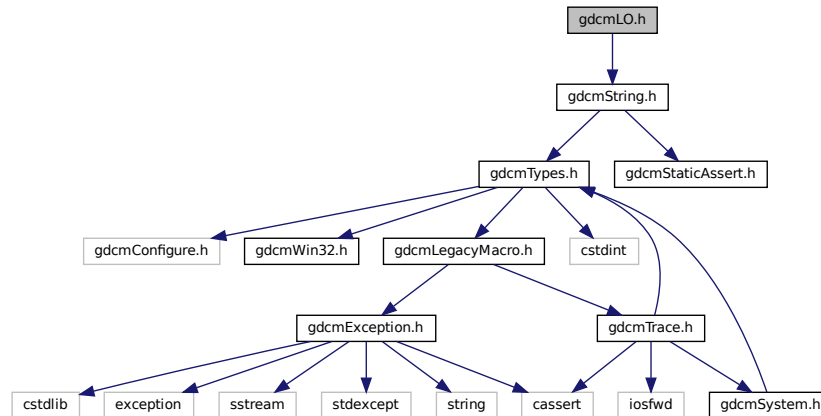 gdcmLO.h
gdcmString.h
gdcmTypes.h
gdcmStaticAssert.h
gdcmConfigure.h
gdcmWin32.h
gdcmLegacyMacro.h
cstdint
gdcmException.h
gdcmTrace.h
cstdlib
exception
sstream
stdexcept
string
cassert
iosfwd
gdcmSystem.h